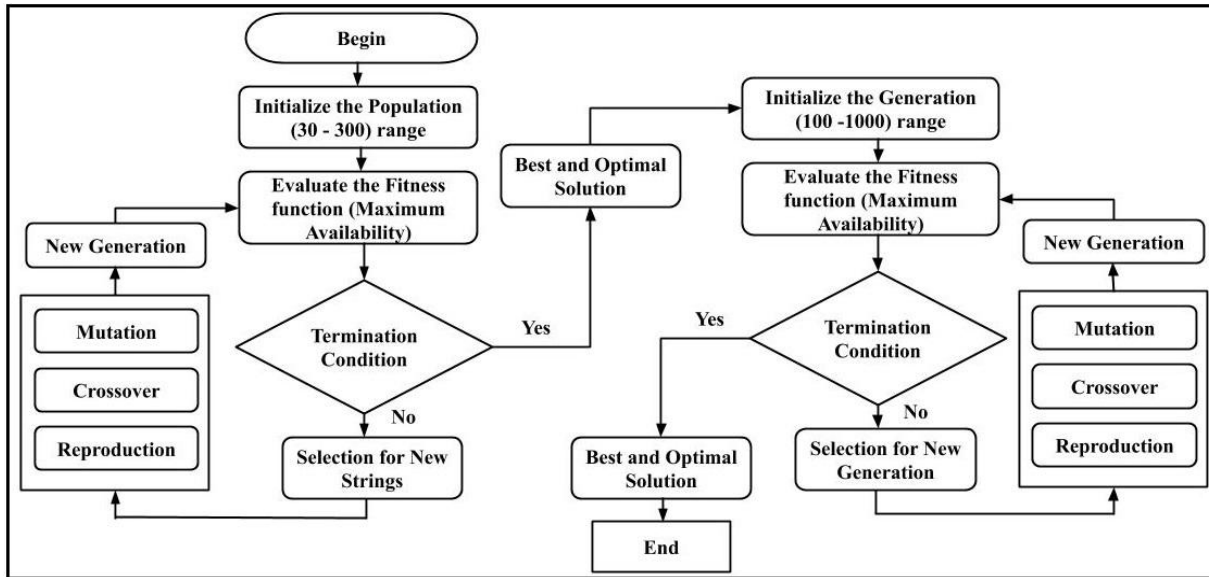 Begin
Initialize the Population
(30 - 300) range
Evaluate the Fitness
function (Maximum
Availability)
New Generation
Mutation
Crossover
Reproduction
Termination
Condition
Yes
No
Selection for New
Strings
Best and Optimal
Solution
Initialize the Generation
(100 -1000) range
Evaluate the Fitness
function (Maximum
Availability)
New Generation
Mutation
Crossover
Reproduction
Termination
Condition
Yes
No
Selection for New
Generation
Best and Optimal
Solution
End